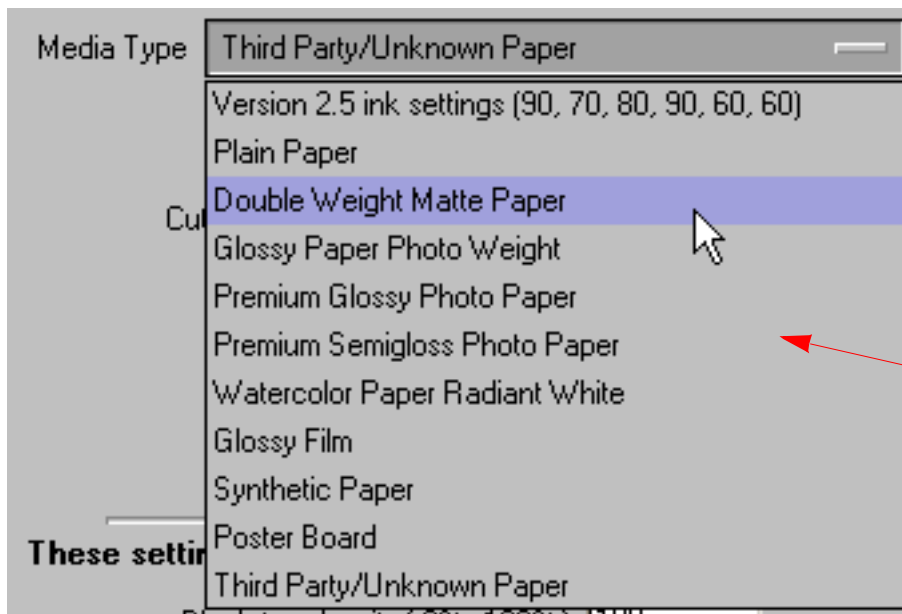 Media Type Third Party/Unknown Paper
Version 2.5 ink settings (90, 70, 80, 90, 60, 60)
Plain Paper
Double Weight Matte Paper
Glossy Paper Photo Weight
Premium Glossy Photo Paper
Premium Semigloss Photo Paper
Watercolor Paper Radiant White
Glossy Film
Synthetic Paper
Poster Board
These
Third Party/Unknown Paper